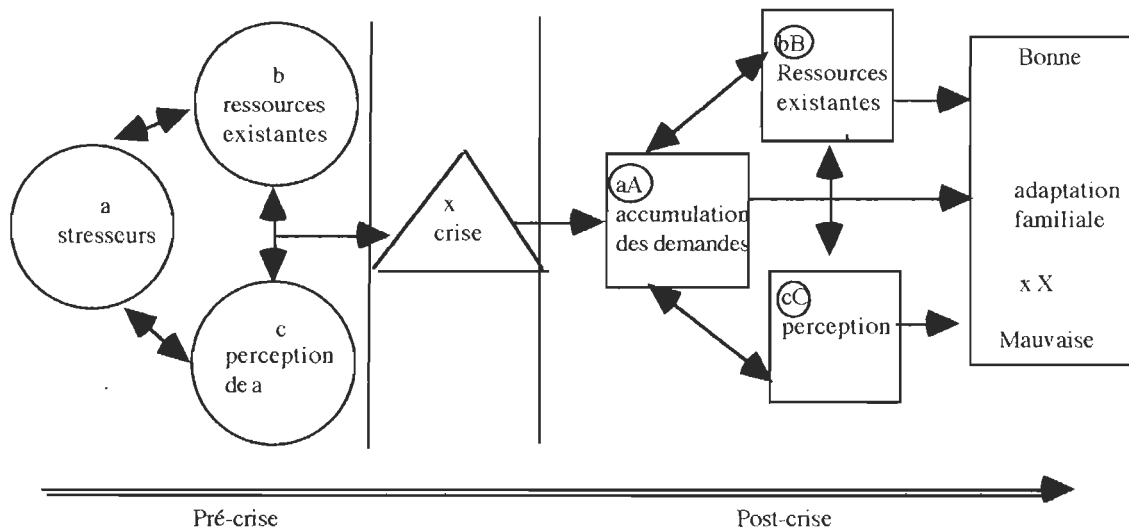 a
stresseurs
b
ressources
existantes
c
perception
de a
x
crise
aA
accumulation
des demandes
bB
Ressources
existantes
cC
perception
Bonne
adaptation
familiale
x X
Mauvaise
Pré-crise
Post-crise